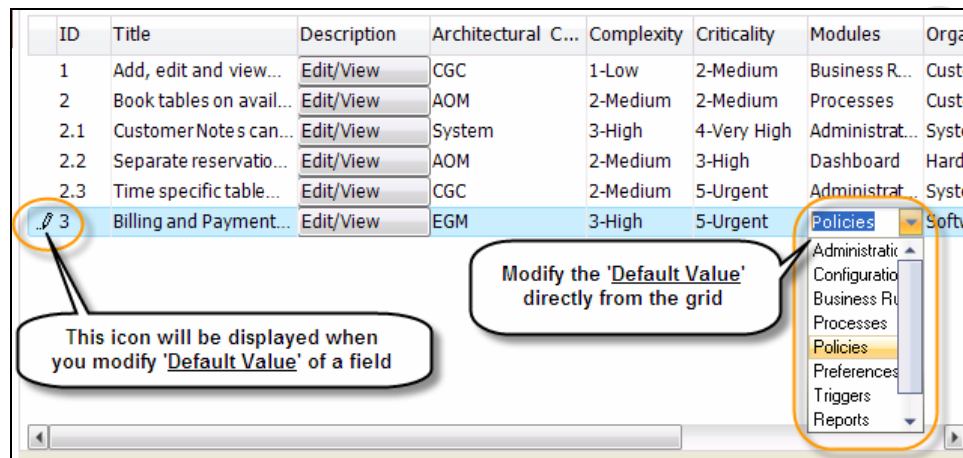 ID Title Description Architectural C... Complexity Criticality Modules Orga
1 Add, edit and view... Edit/View CGC 1-Low 2-Medium Business R... Cust
2 Book tables on avail... Edit/View AOM 2-Medium 2-Medium Processes Cust
2.1 CustomerNotes can... Edit/View System 3-High 4-Very High Administrat... Syste
2.2 Separate reservatio... Edit/View AOM 2-Medium 3-High Dashboard Hard
2.3 Time specific table... Edit/View CGC 2-Medium 5-Urgent Administrat... Syste
3 Billing and Payment... Edit/View EGM 3-High 5-Urgent Policies Softw
Administratic
Configuratio
Business Ru
Processes
Policies
Preferences
Triggers
Reports
Modify the 'Default Value'
directly from the grid
This icon will be displayed when
you modify 'Default Value' of a field